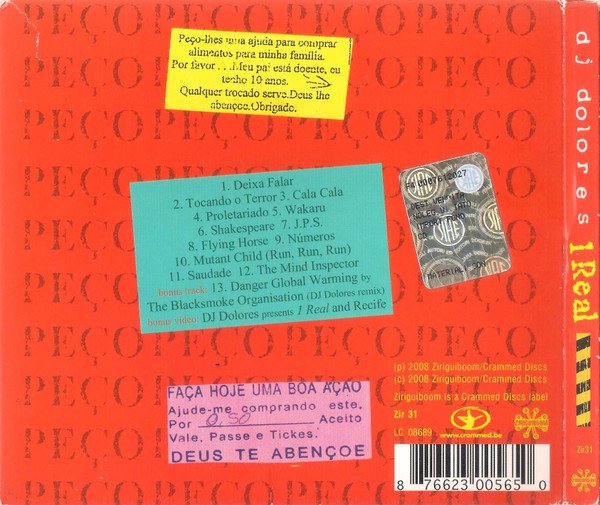 PEÇOPEÇOPEÇOPEÇO
Peço-lhes uma ajuda para comprar
alimentos para minha família.
Por favor . . .Meu pai está doente, eu
tenho 10 anos.
Qualquer trocado serve.Deus lhe
abençoe.Obrigado.
1. Deixa Falar
2. Tocando o Terror 3. Cala Cala
4. Proletariado 5. Wakaru
6. Shakespeare 7. J.P.S.
8. Flying Horse 9. Números
10. Mutant Child (Run, Run, Run)
11. Saudade 12. The Mind Inspector
bonus track: 13. Danger Global Warming by
The Blacksmoke Organisation (DJ Dolores remix)
bonus video: DJ Dolores presents 1 Real and Recife
SIAE
FAÇA HOJE UMA BOA AÇAO
Ajude-me comprando este.
Por 0,50 Aceito
Vale. Passe e Tickes.
DEUS TE ABENÇOE
(p) 2008 Ziriguiboom/Crammed Discs
(c) 2008 Ziriguiboom/Crammed Discs
Ziriguiboom is a Crammed Discs label
Zir 31
LC 08689
www.crammed.be
8 76623 00565 0
dj dolores 1 Real
Zir31